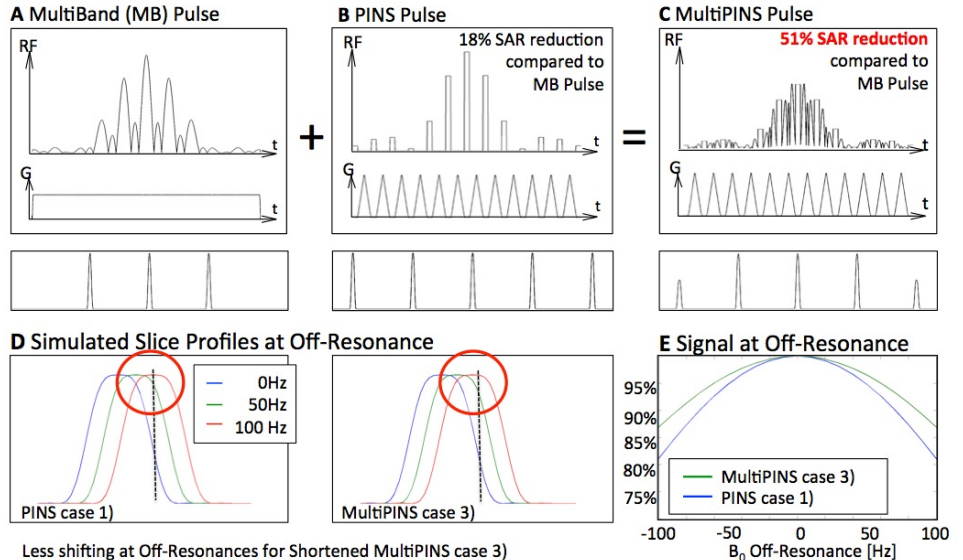 A MultiBand (MB) Pulse
RF
t
G
t
+
B PINS Pulse
RF
18% SAR reduction
compared to
MB Pulse
t
G
t
=
C MultiPINS Pulse
RF
51% SAR reduction
compared to
MB Pulse
t
G
t
D Simulated Slice Profiles at Off-Resonance
0Hz
50Hz
100 Hz
PINS case 1)
MultiPINS case 3)
Less shifting at Off-Resonances for Shortened MultiPINS case 3)
E Signal at Off-Resonance
95%
90%
85%
80%
75%
MultiPINS case 3)
PINS case 1)
-100 -50 0 50 100
B0 Off-Resonance [Hz]